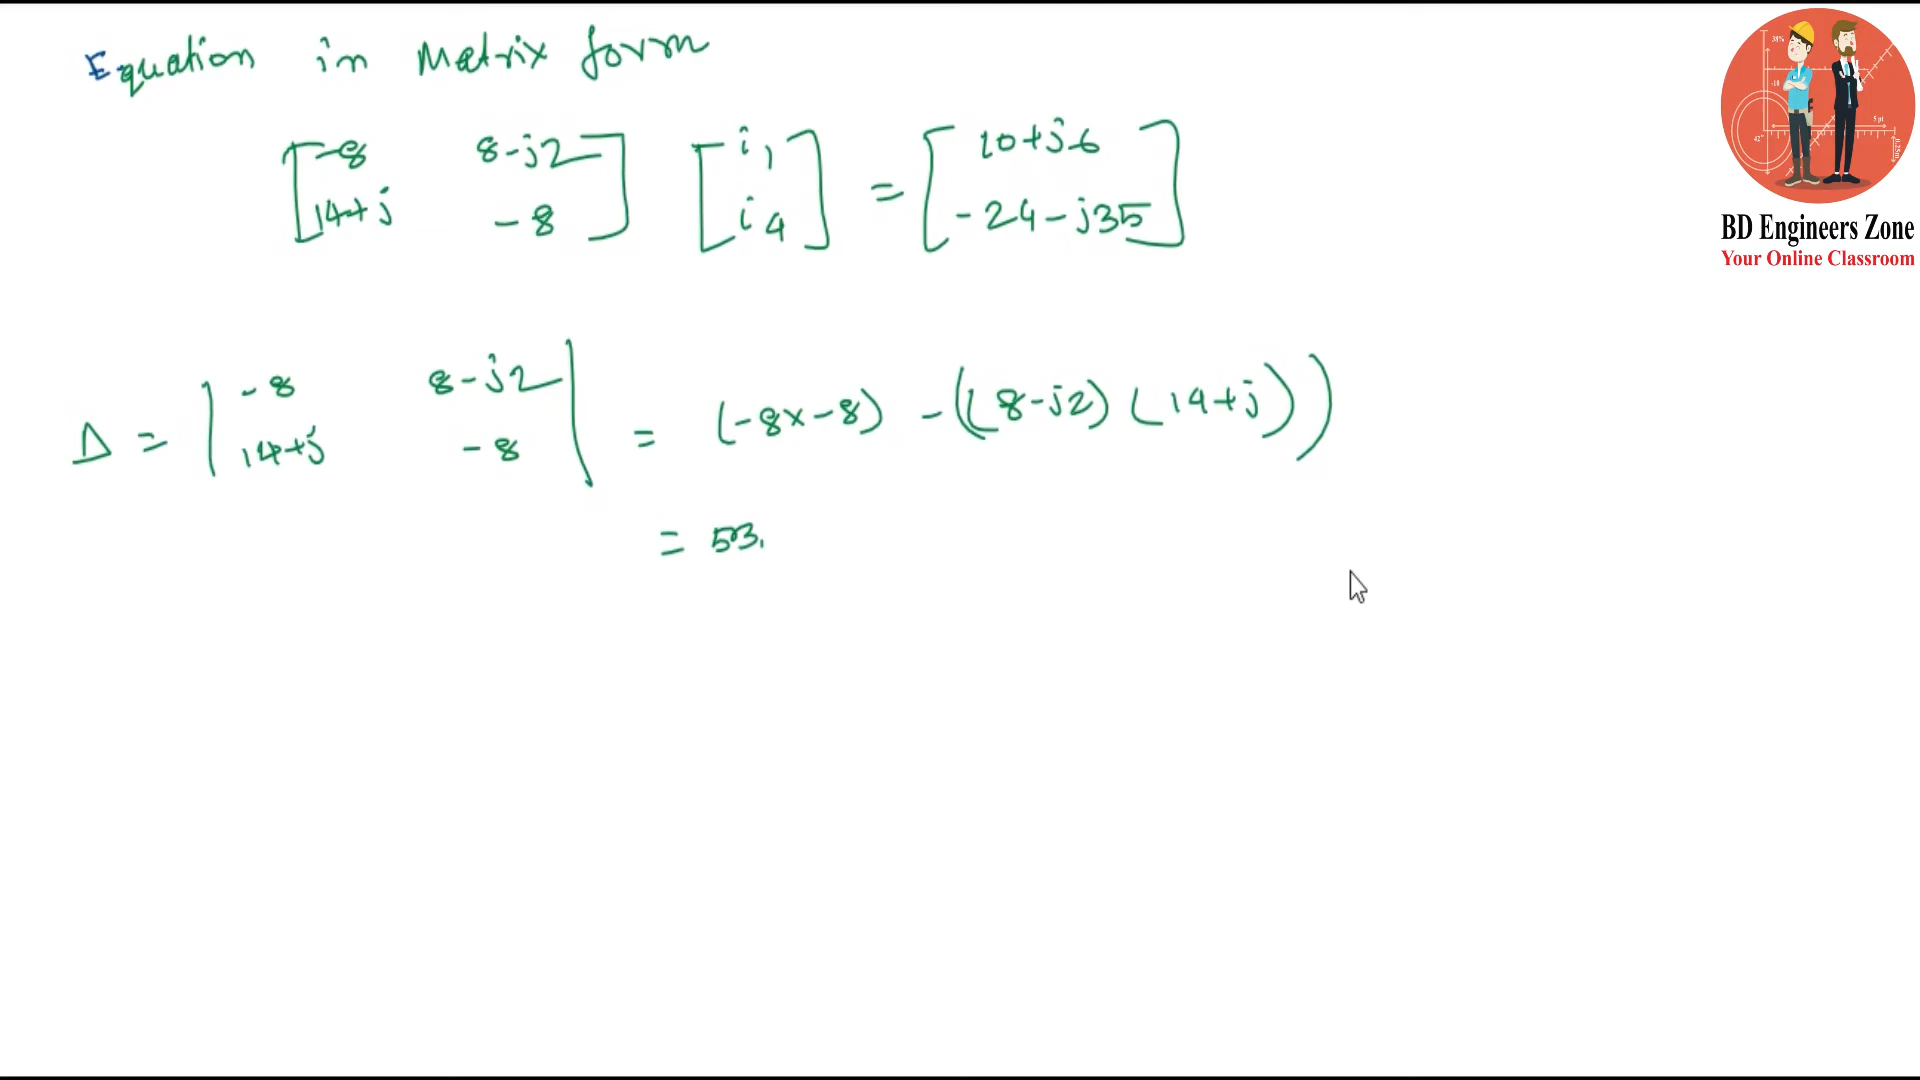 Equation in Matrix form
[-8 8-j2] [i1] = [10+j6]
[14+j -8] [i4] [-24-j35]
Δ = |-8 8-j2| = (-8x-8) -((8-j2)(14+j))
|14+j -8|
= 53.
BD Engineers Zone
Your Online Classroom